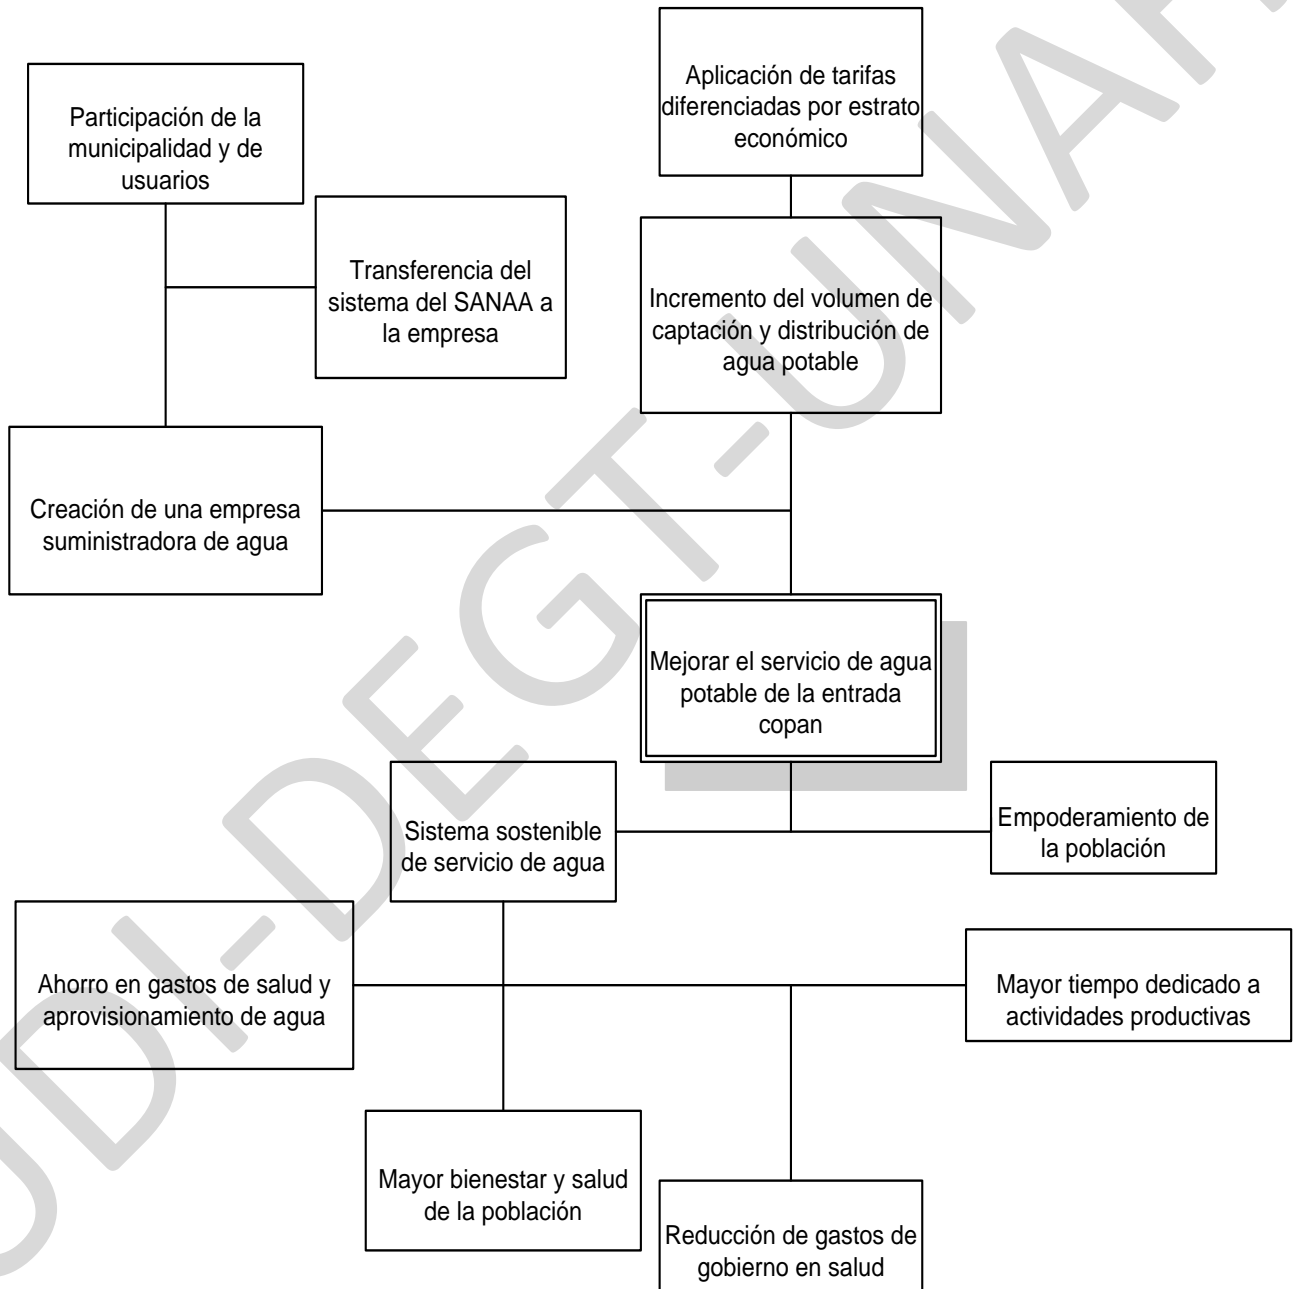 Aplicación de tarifas
diferenciadas por estrato
económico
Participación de la
municipalidad y de
usuarios
Transferencia del
sistema del SANAA a
la empresa
Incremento del volumen de
captación y distribución de
agua potable
Creación de una empresa
suministradora de agua
Mejorar el servicio de agua
potable de la entrada
copan
Sistema sostenible
de servicio de agua
Empoderamiento de
la población
Ahorro en gastos de salud y
aprovisionamiento de agua
Mayor tiempo dedicado a
actividades productivas
Mayor bienestar y salud
de la población
Reducción de gastos de
gobierno en salud
UDI-DEGT-UNAH